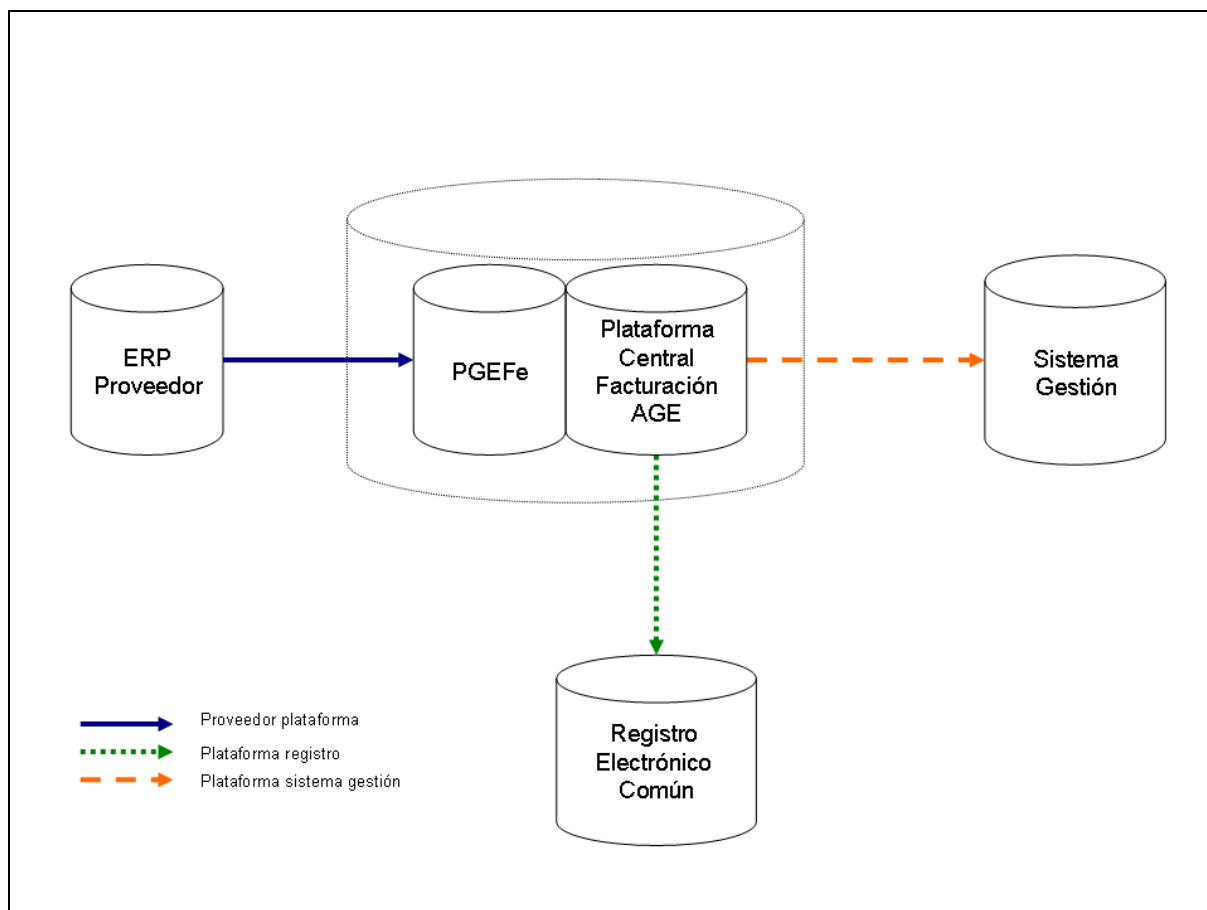 ERP
Proveedor
PGEFe
Plataforma
Central
Facturación
AGE
Sistema
Gestión
Registro
Electrónico
Común
Proveedor plataforma
Plataforma registro
Plataforma sistema gestión